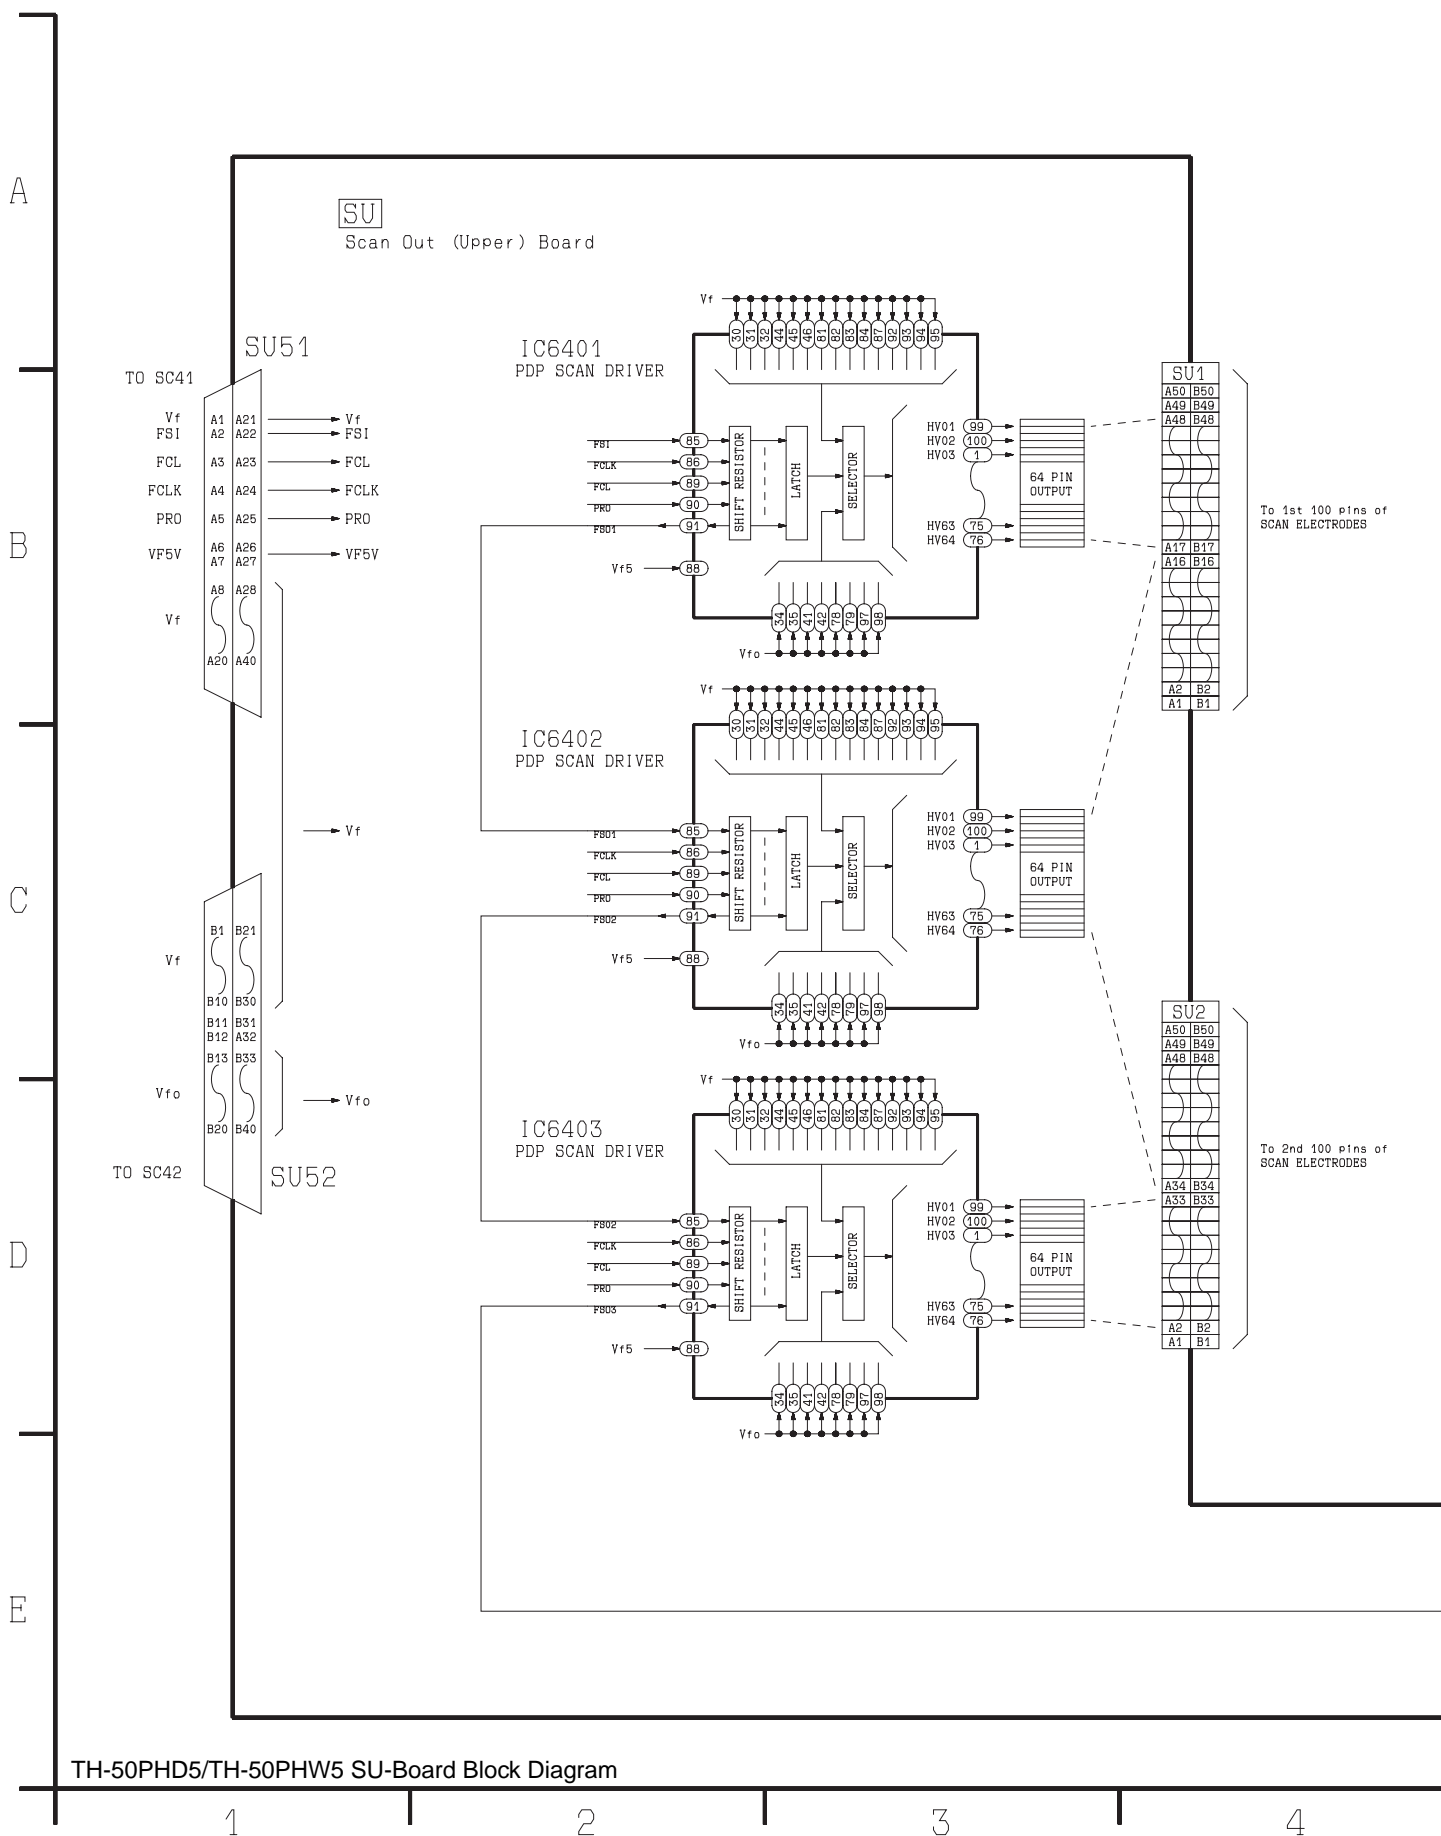 A
B
C
D
E
SU
Scan Out (Upper) Board
SU51
TO SC41
Vf A1 A21 Vf
FSI A2 A22 FSI
FCL A3 A23 FCL
FCLK A4 A24 FCLK
PRO A5 A25 PRO
VF5V A6 A26 VF5V
A7 A27
A8 A28
Vf
A20 A40
Vf
B1 B21
Vf
B10 B30
B11 B31
B12 A32
B13 B33
Vfo Vfo
B20 B40
TO SC42
SU52
Vf
30 31 32 44 45 46 81 82 83 84 87 92 93 94 95
IC6401
PDP SCAN DRIVER
FSI 85
FCLK 86
FCL 89
PRO 90
FSO1 91
Vf5 88
SHIFT RESISTOR
LATCH
SELECTOR
HV01 99
HV02 100
HV03 1
64 PIN
OUTPUT
HV63 75
HV64 76
34 35 41 42 78 79 97 98
Vfo
Vf
30 31 32 44 45 46 81 82 83 84 87 92 93 94 95
IC6402
PDP SCAN DRIVER
FSO1 85
FCLK 86
FCL 89
PRO 90
FSO2 91
Vf5 88
SHIFT RESISTOR
LATCH
SELECTOR
HV01 99
HV02 100
HV03 1
64 PIN
OUTPUT
HV63 75
HV64 76
34 35 41 42 78 79 97 98
Vfo
Vf
30 31 32 44 45 46 81 82 83 84 87 92 93 94 95
IC6403
PDP SCAN DRIVER
FSO2 85
FCLK 86
FCL 89
PRO 90
FSO3 91
Vf5 88
SHIFT RESISTOR
LATCH
SELECTOR
HV01 99
HV02 100
HV03 1
64 PIN
OUTPUT
HV63 75
HV64 76
34 35 41 42 78 79 97 98
Vfo
SU1
A50 B50
A49 B49
A48 B48
A17 B17
A16 B16
A2 B2
A1 B1
To 1st 100 pins of
SCAN ELECTRODES
SU2
A50 B50
A49 B49
A48 B48
A34 B34
A33 B33
A2 B2
A1 B1
To 2nd 100 pins of
SCAN ELECTRODES
TH-50PHD5/TH-50PHW5 SU-Board Block Diagram
1 2 3 4